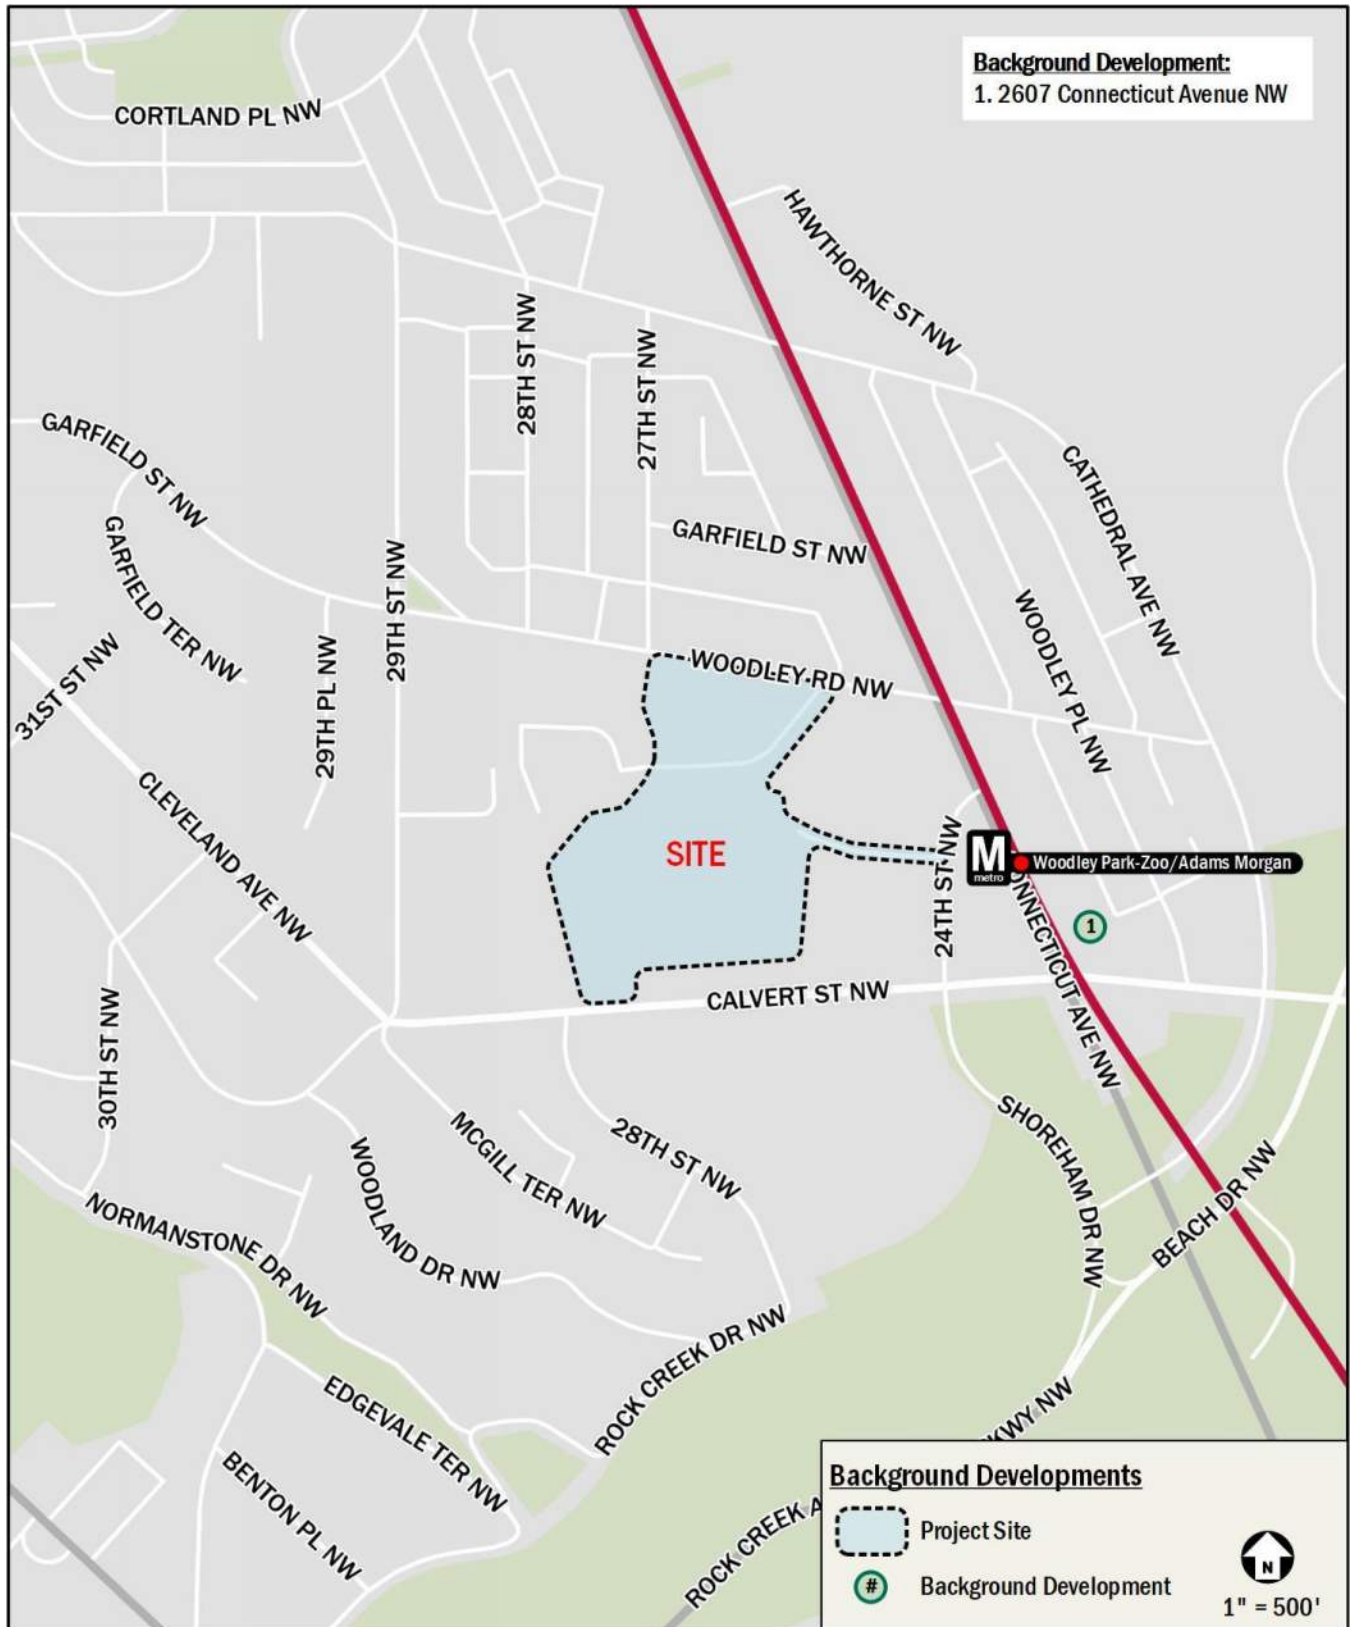 Background Development:
1. 2607 Connecticut Avenue NW
CORTLAND PL NW
HAWTHORNE ST NW
28TH ST NW
27TH ST NW
GARFIELD ST NW
CATHEDRAL AVE NW
GARFIELD ST NW
GARFIELD TER NW
29TH ST NW
WOODLEY PL NW
31ST ST NW
29TH PL NW
WOODLEY RD NW
CLEVELAND AVE NW
SITE
24TH ST NW
M
metro
Woodley Park-Zoo/Adams Morgan
1
CONNECTICUT AVE NW
CALVERT ST NW
30TH ST NW
SHOREHAM DR NW
MCGILL TER NW
28TH ST NW
WOODLAND DR NW
BEACH DR NW
NORMANSTONE DR NW
ROCK CREEK DR NW
EDGEVALE TER NW
BENTON PL NW
KWY NW
ROCK CREEK A
Background Developments
Project Site
# Background Development
N
1" = 500'